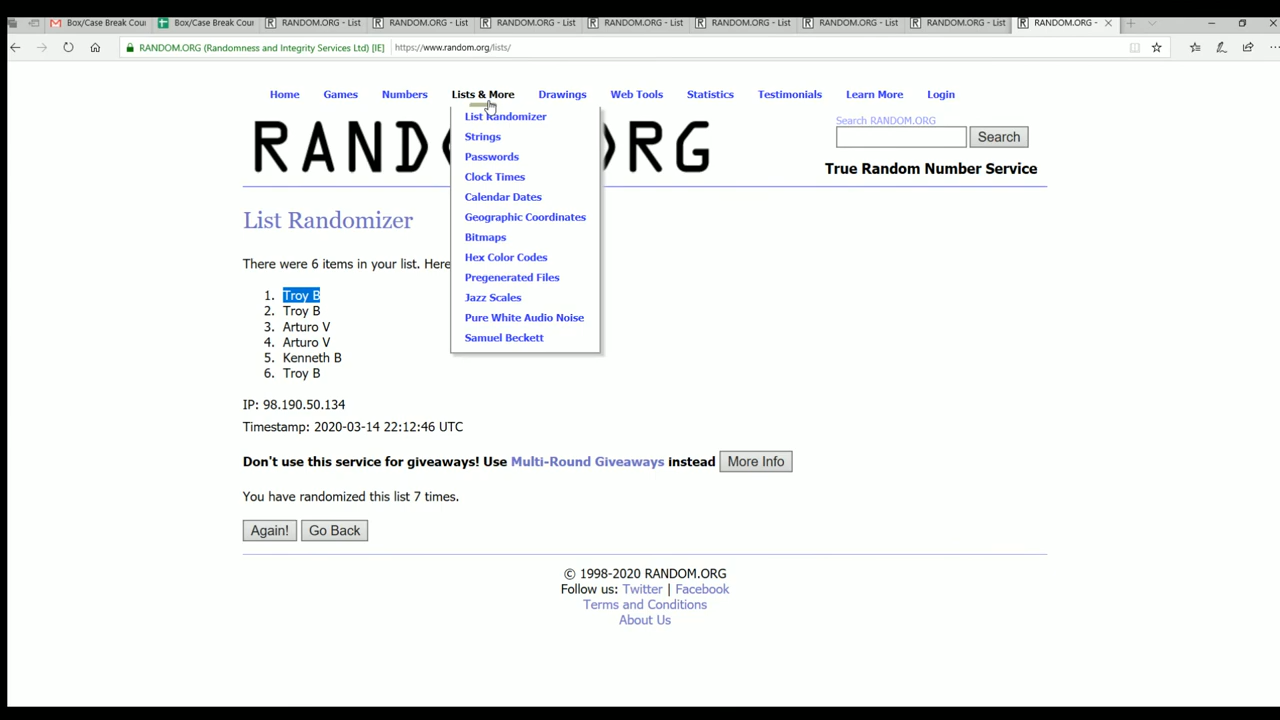 Box/Case Break Cou
Box/Case Break Cou
RANDOM.ORG - List
RANDOM.ORG - List
RANDOM.ORG - List
RANDOM.ORG - List
RANDOM.ORG - List
RANDOM.ORG - List
RANDOM.ORG - List
RANDOM.ORG -
RANDOM.ORG (Randomness and Integrity Services Ltd) [IE]
https://www.random.org/lists/
Home Games Numbers Lists & More Drawings Web Tools Statistics Testimonials Learn More Login
List Randomizer
Strings
Passwords
Clock Times
Calendar Dates
Geographic Coordinates
Bitmaps
Hex Color Codes
Pregenerated Files
Jazz Scales
Pure White Audio Noise
Samuel Beckett
RAND RG
Search RANDOM.ORG
Search
True Random Number Service
List Randomizer
There were 6 items in your list. Here
1. Troy B
2. Troy B
3. Arturo V
4. Arturo V
5. Kenneth B
6. Troy B
IP: 98.190.50.134
Timestamp: 2020-03-14 22:12:46 UTC
Don't use this service for giveaways! Use Multi-Round Giveaways instead More Info
You have randomized this list 7 times.
Again! Go Back
© 1998-2020 RANDOM.ORG
Follow us: Twitter | Facebook
Terms and Conditions
About Us